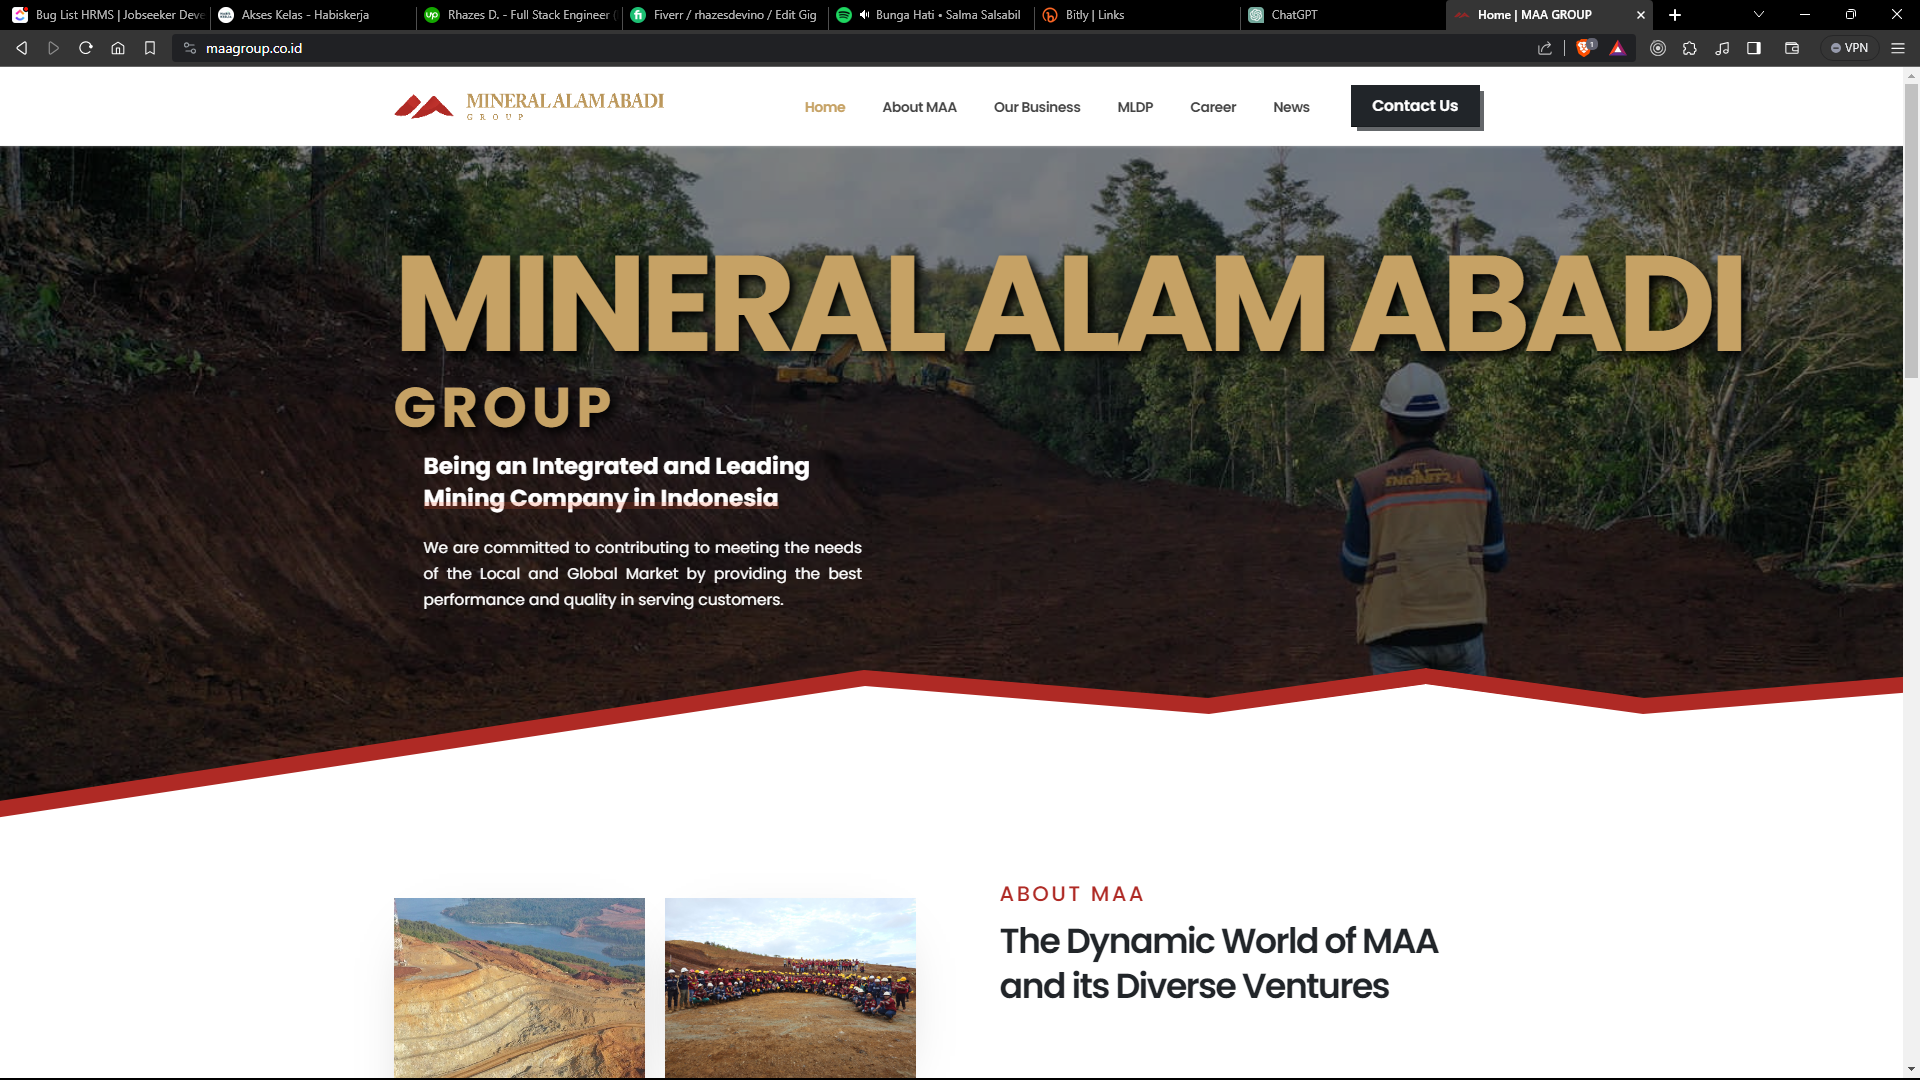 Bug List HRMS | Jobseeker Deve
Akses Kelas - Habiskerja
Rhazes D. - Full Stack Engineer
Fiverr / rhazesdevino / Edit Gig
Bunga Hati • Salma Salsabil
Bitly | Links
ChatGPT
Home | MAA GROUP
maagroup.co.id
1
VPN
MINERAL ALAM ABADI
GROUP
Home
About MAA
Our Business
MLDP
Career
News
Contact Us
MINERAL ALAM ABADI
GROUP
Being an Integrated and Leading
Mining Company in Indonesia
We are committed to contributing to meeting the needs
of the Local and Global Market by providing the best
performance and quality in serving customers.
ABOUT MAA
The Dynamic World of MAA
and its Diverse Ventures